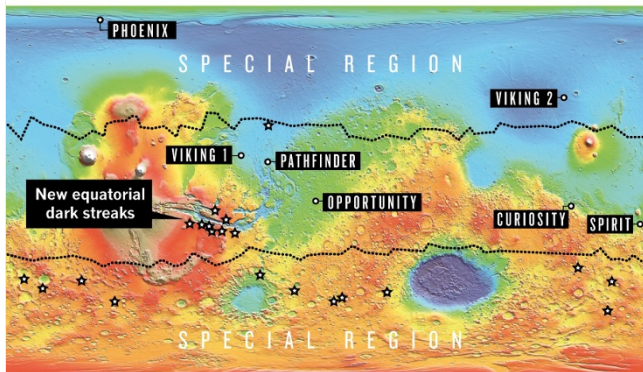 PHOENIX
SPECIAL REGION
VIKING 2
VIKING 1
PATHFINDER
New equatorial
dark streaks
OPPORTUNITY
CURIOSITY
SPIRIT
SPECIAL REGION